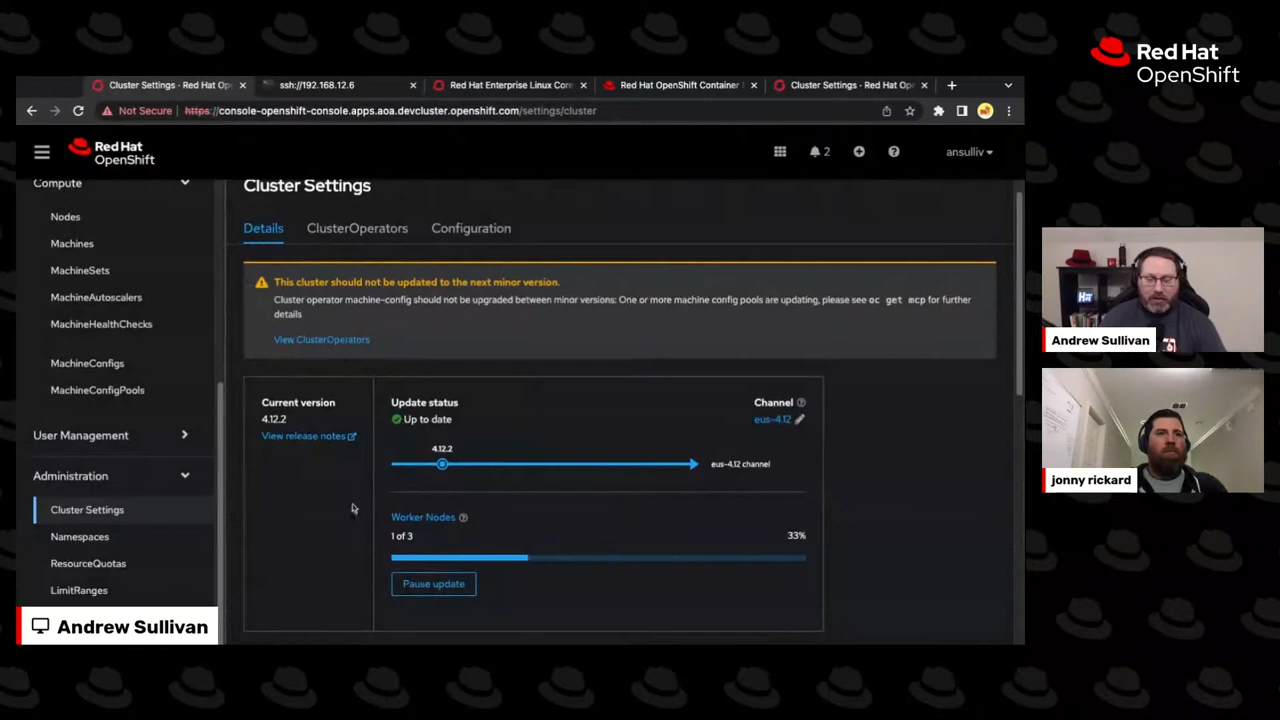 Red Hat
OpenShift
Cluster Settings · Red Hat Ope
ssh://192.168.12.6
Red Hat Enterprise Linux Core
Red Hat OpenShift Container
Cluster Settings · Red Hat Op
Not Secure
https://console-openshift-console.apps.aoa.devcluster.openshift.com/settings/cluster
Red Hat
OpenShift
2
ansulliv
Compute
Nodes
Machines
MachineSets
MachineAutoscalers
MachineHealthChecks
MachineConfigs
MachineConfigPools
User Management
Administration
Cluster Settings
Namespaces
ResourceQuotas
LimitRanges
Cluster Settings
Details
ClusterOperators
Configuration
This cluster should not be updated to the next minor version.
Cluster operator machine-config should not be upgraded between minor versions: One or more machine config pools are updating, please see oc get mcp for further
details
View ClusterOperators
Current version
4.12.2
View release notes
Update status
Up to date
Channel
eus-4.12
4.12.2
eus-4.12 channel
Worker Nodes
1 of 3
33%
Pause update
Andrew Sullivan
Andrew Sullivan
jonny rickard